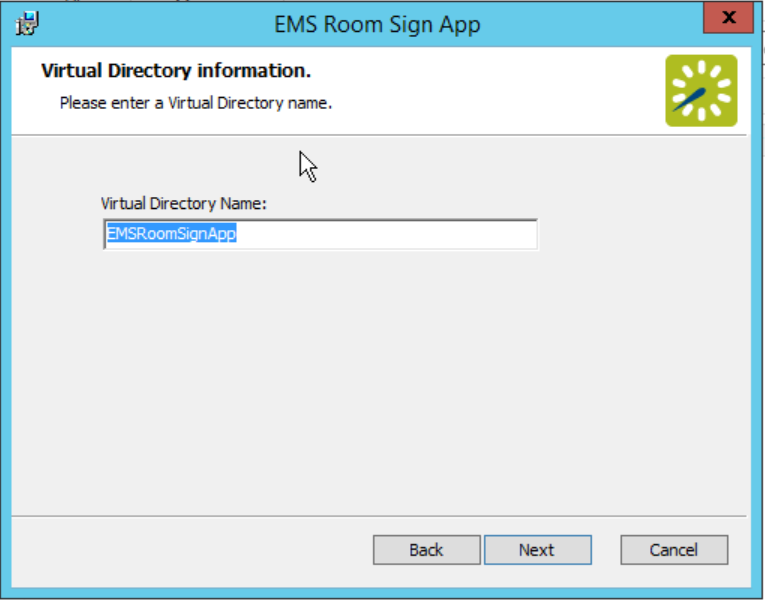 EMS Room Sign App
Virtual Directory information.
Please enter a Virtual Directory name.
Virtual Directory Name:
EMSRoomSignApp
Back Next Cancel